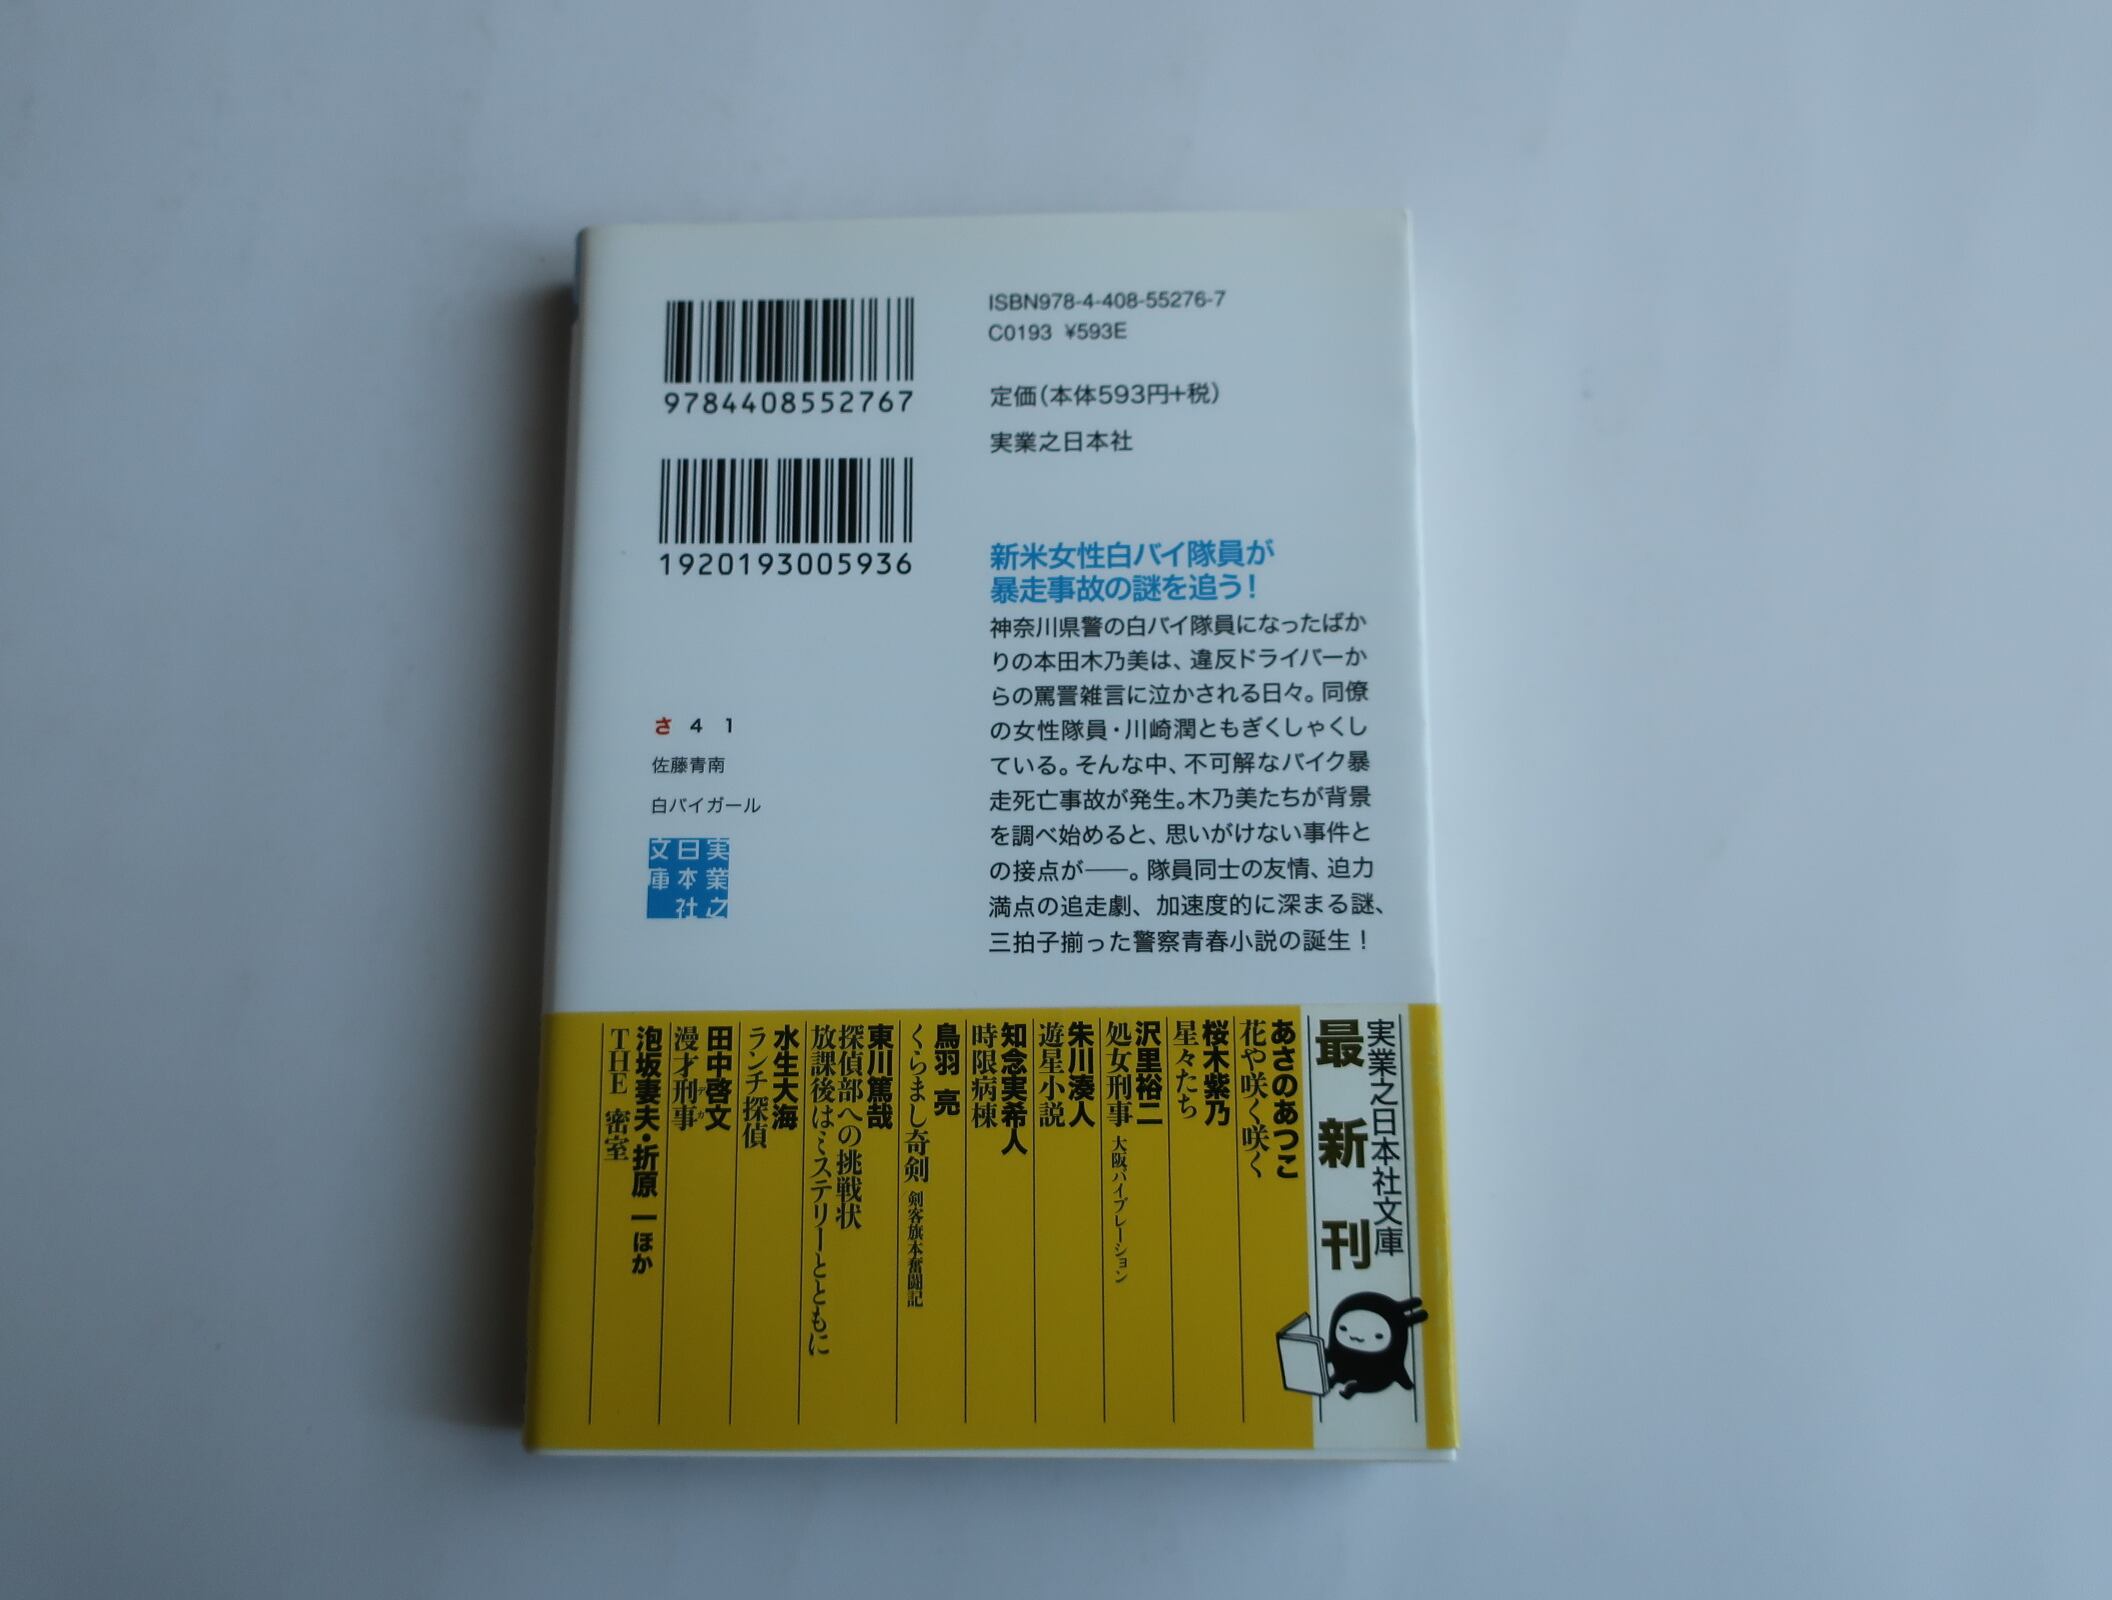 9784408552767
1920193005936
ISBN978-4-408-55276-7
C0193 ¥593E
定価(本体593円+税)
実業之日本社
新米女性白バイ隊員が
暴走事故の謎を追う!
神奈川県警の白バイ隊員になったばか
りの本田木乃美は、違反ドライバーか
らの罵詈雑言に泣かされる日々。同僚
の女性隊員・川崎潤ともぎくしゃくし
ている。そんな中、不可解なバイク暴
走死亡事故が発生。木乃美たちが背景
を調べ始めると、思いがけない事件と
の接点が――。隊員同士の友情、迫力
満点の追走劇、加速度的に深まる謎、
三拍子揃った警察青春小説の誕生!
さ 4 1
佐藤青南
白バイガール
実業之
日本社
文庫
実業之日本社文庫
最新刊
あさのあつこ
花や咲く咲く
桜木紫乃
星々たち
沢里裕二
処女刑事 大阪バイブレーション
朱川湊人
遊星小説
知念実希人
時限病棟
鳥羽 亮
くらまし奇剣 剣客旗本奮闘記
東川篤哉
探偵部への挑戦状
放課後はミステリーとともに
水生大海
ランチ探偵
田中啓文
漫才刑事
デカ
泡坂妻夫・折原 一ほか
THE 密室